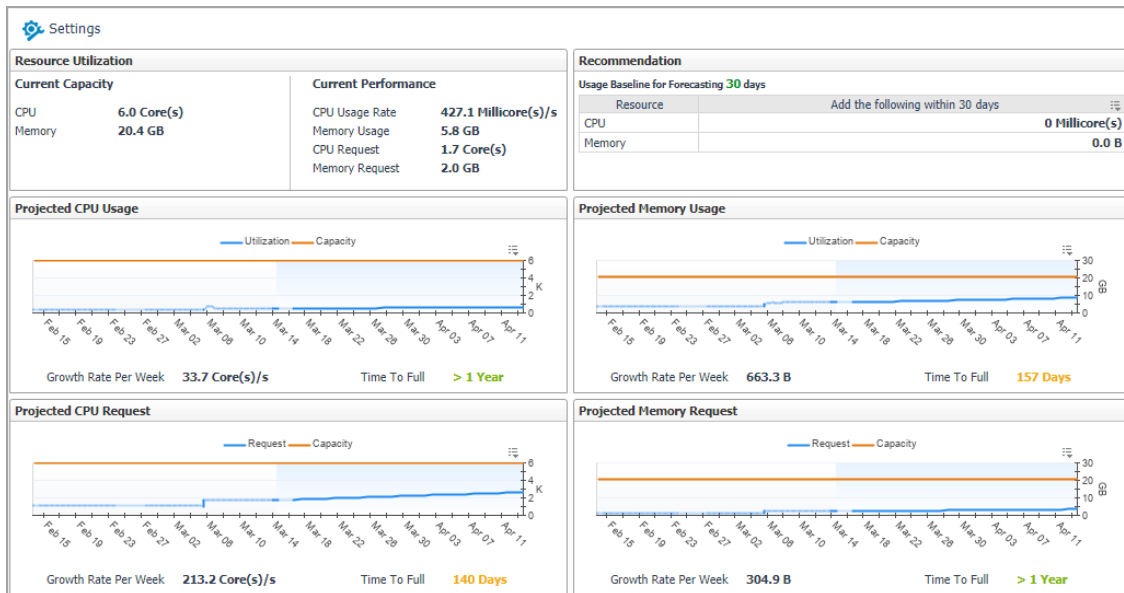 Settings
Resource Utilization
Current Capacity
CPU 6.0 Core(s)
Memory 20.4 GB
Current Performance
CPU Usage Rate 427.1 Millicore(s)/s
Memory Usage 5.8 GB
CPU Request 1.7 Core(s)
Memory Request 2.0 GB
Recommendation
Usage Baseline for Forecasting 30 days
Resource Add the following within 30 days
CPU 0 Millicore(s)
Memory 0.0 B
Projected CPU Usage
Utilization Capacity
6
4
2
0
K
Feb 15 Feb 19 Feb 23 Feb 27 Mar 02 Mar 06 Mar 10 Mar 14 Mar 18 Mar 22 Mar 26 Mar 30 Apr 03 Apr 07 Apr 11
Growth Rate Per Week 33.7 Core(s)/s Time To Full > 1 Year
Projected Memory Usage
Utilization Capacity
30
20
10
0
GB
Feb 15 Feb 19 Feb 23 Feb 27 Mar 02 Mar 06 Mar 10 Mar 14 Mar 18 Mar 22 Mar 26 Mar 30 Apr 03 Apr 07 Apr 11
Growth Rate Per Week 663.3 B Time To Full 157 Days
Projected CPU Request
Request Capacity
6
4
2
0
K
Feb 15 Feb 19 Feb 23 Feb 27 Mar 02 Mar 06 Mar 10 Mar 14 Mar 18 Mar 22 Mar 26 Mar 30 Apr 03 Apr 07 Apr 11
Growth Rate Per Week 213.2 Core(s)/s Time To Full 140 Days
Projected Memory Request
Request Capacity
30
20
10
0
GB
Feb 15 Feb 19 Feb 23 Feb 27 Mar 02 Mar 06 Mar 10 Mar 14 Mar 18 Mar 22 Mar 26 Mar 30 Apr 03 Apr 07 Apr 11
Growth Rate Per Week 304.9 B Time To Full > 1 Year